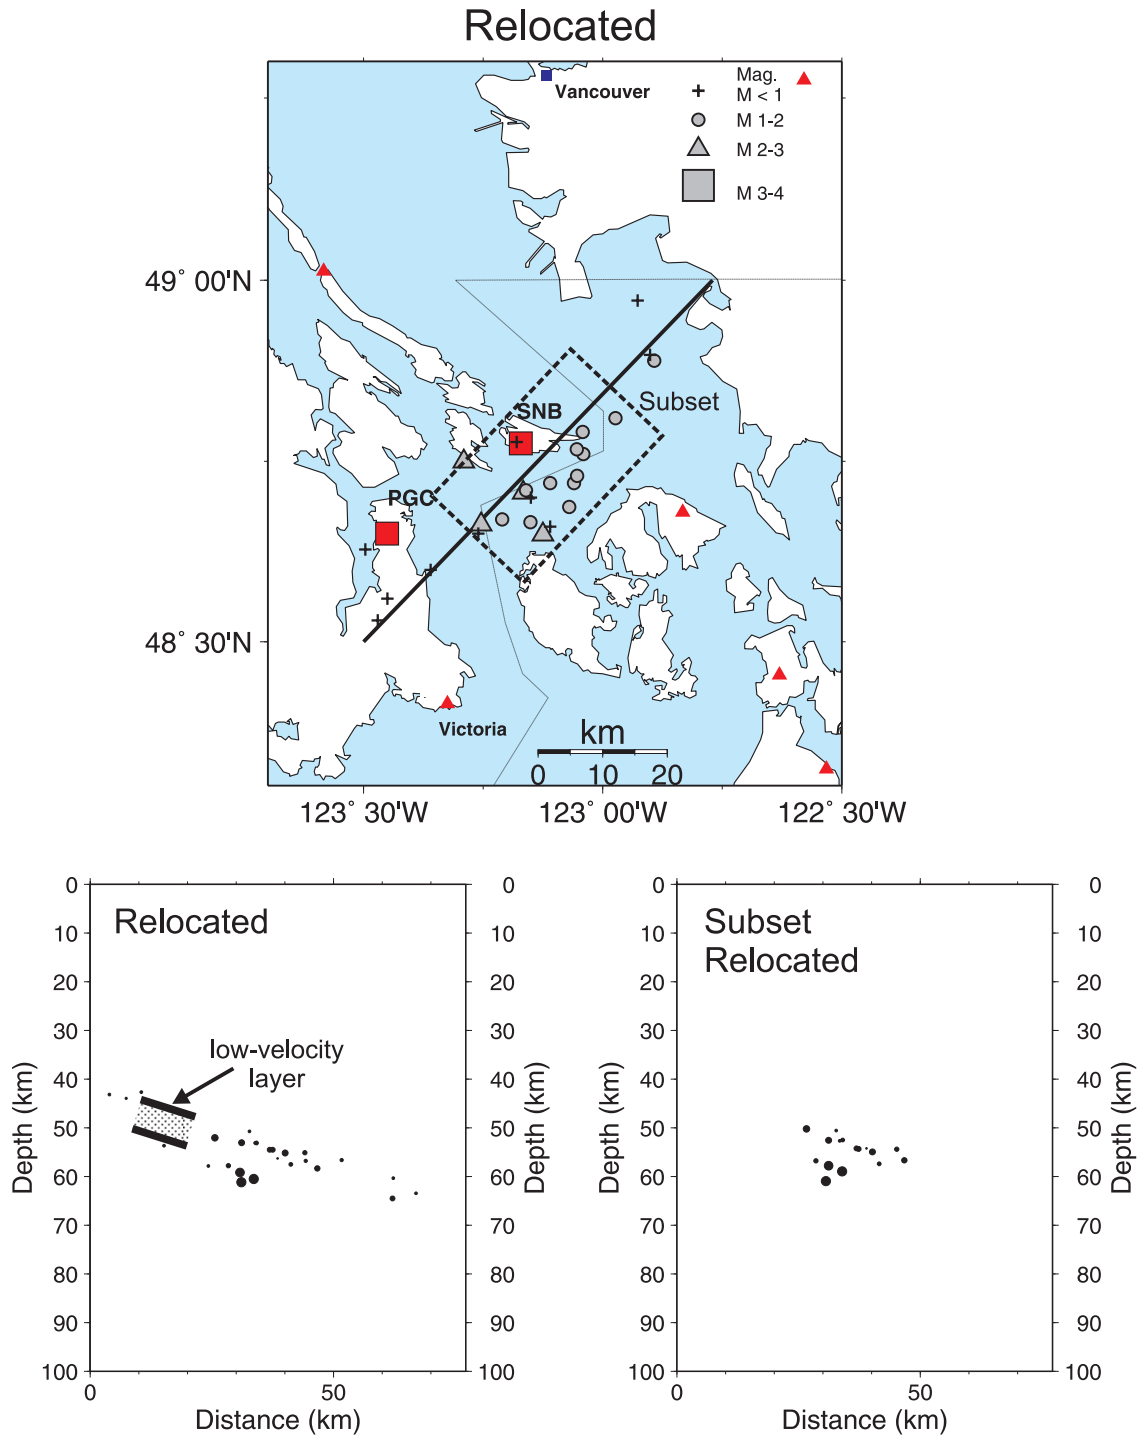 Relocated
Mag.
Vancouver
M < 1
M 1-2
M 2-3
M 3-4
49° 00'N
SNB
Subset
PGC
48° 30'N
Victoria
km
0 10 20
123° 30'W 123° 00'W 122° 30'W
Relocated
low-velocity
layer
0 0
10 10
20 20
30 30
40 40
50 50
60 60
70 70
80 80
90 90
100 100
Depth (km)
Depth (km)
0 50
Distance (km)
Subset
Relocated
0 0
10 10
20 20
30 30
40 40
50 50
60 60
70 70
80 80
90 90
100 100
Depth (km)
Depth (km)
0 50
Distance (km)